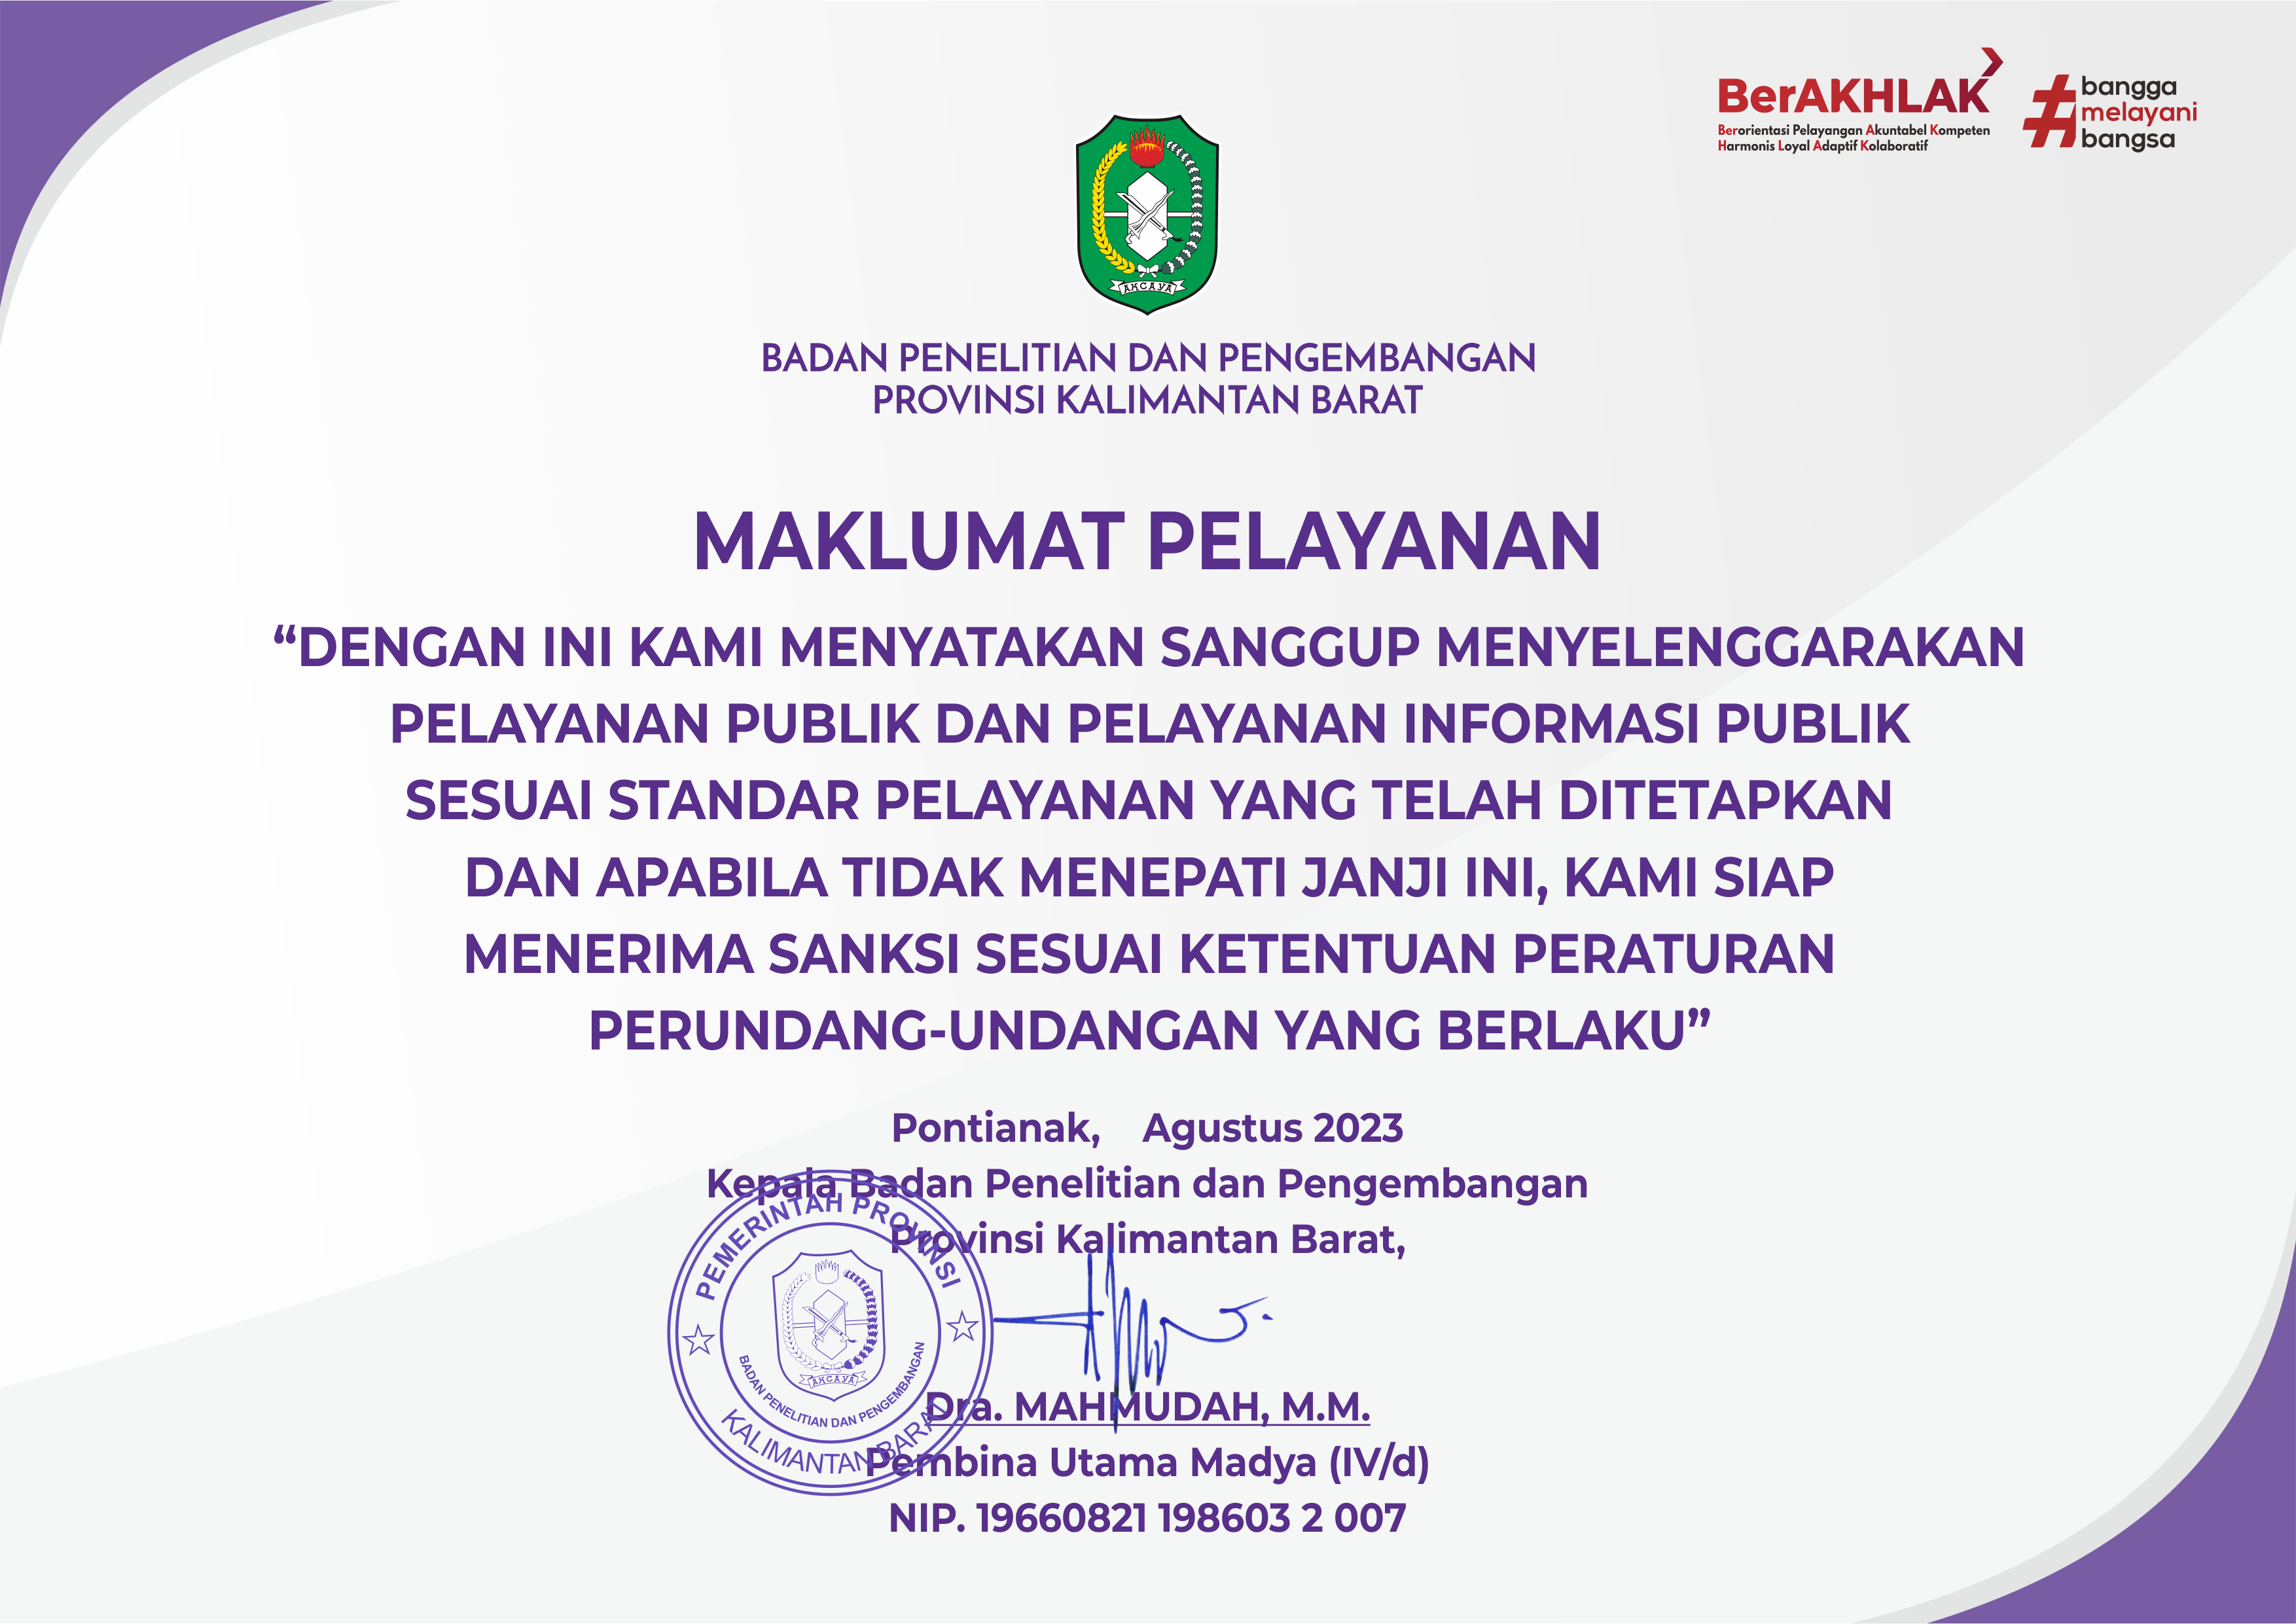 BerAKHLAK
Berorientasi Pelayangan Akuntabel Kompeten
Harmonis Loyal Adaptif Kolaboratif
#bangga
melayani
bangsa
AKCAYA
BADAN PENELITIAN DAN PENGEMBANGAN
PROVINSI KALIMANTAN BARAT
MAKLUMAT PELAYANAN
“DENGAN INI KAMI MENYATAKAN SANGGUP MENYELENGGARAKAN
PELAYANAN PUBLIK DAN PELAYANAN INFORMASI PUBLIK
SESUAI STANDAR PELAYANAN YANG TELAH DITETAPKAN
DAN APABILA TIDAK MENEPATI JANJI INI, KAMI SIAP
MENERIMA SANKSI SESUAI KETENTUAN PERATURAN
PERUNDANG-UNDANGAN YANG BERLAKU”
Pontianak, Agustus 2023
Kepala Badan Penelitian dan Pengembangan
Provinsi Kalimantan Barat,
PEMERINTAH PROVINSI
AKCAYA
BADAN PENELITIAN DAN PENGEMBANGAN
KALIMANTAN BARAT
Dra. MAHMUDAH, M.M.
Pembina Utama Madya (IV/d)
NIP. 19660821 198603 2 007